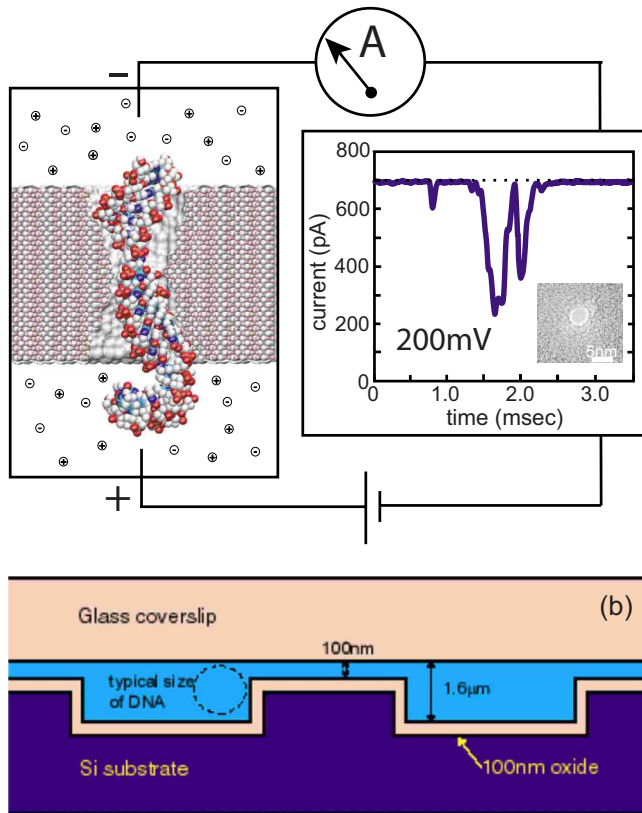 A
−
+
800
600
400
200
0
current (pA)
200mV
5nm
0
1.0
2.0
3.0
time (msec)
(b)
Glass coverslip
100nm
typical size
of DNA
1.6μm
Si substrate
100nm oxide